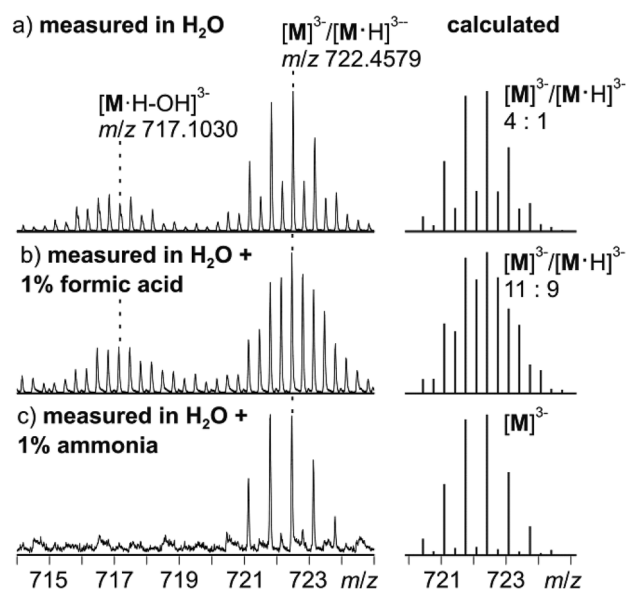 a) measured in H₂O
[M]³⁻/[M·H]³⁻⁻
m/z 722.4579
calculated
[M·H-OH]³⁻
m/z 717.1030
[M]³⁻/[M·H]³⁻
4 : 1
b) measured in H₂O +
1% formic acid
[M]³⁻/[M·H]³⁻
11 : 9
c) measured in H₂O +
1% ammonia
[M]³⁻
715 717 719 721 723 m/z
721 723 m/z